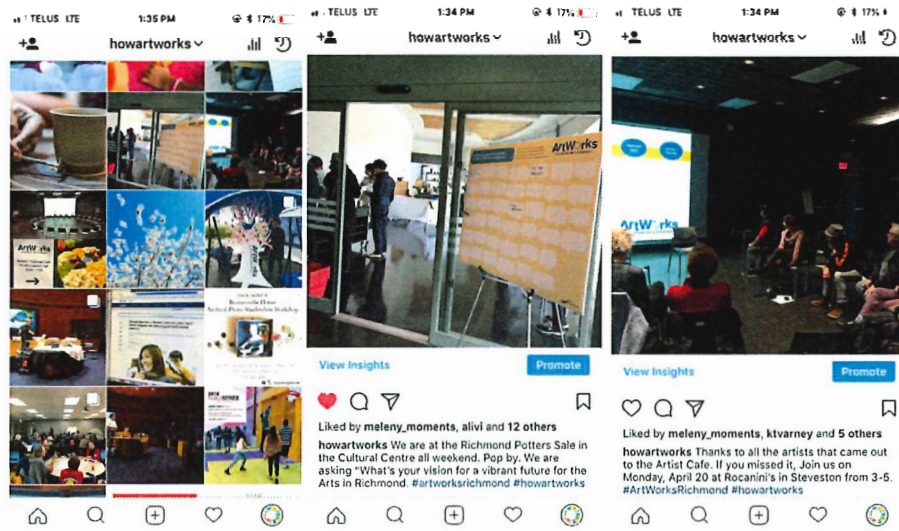 TELUS LTE 1:35 PM 17%
howartworks
ArtWorks
TELUS LTE 1:34 PM 17%
howartworks
ArtWorks
View Insights Promote
Liked by meleny_moments, alivi and 12 others
howartworks We are at the Richmond Potters Sale in
the Cultural Centre all weekend. Pop by. We are
asking "What's your vision for a vibrant future for the
Arts in Richmond. #artworksrichmond #howartworks
TELUS LTE 1:34 PM 17%
howartworks
ArtWorks
View Insights Promote
Liked by meleny_moments, ktvarney and 5 others
howartworks Thanks to all the artists that came out
to the Artist Cafe. If you missed it, Join us on
Monday, April 20 at Rocanini's in Steveston from 3-5.
#ArtWorksRichmond #howartworks